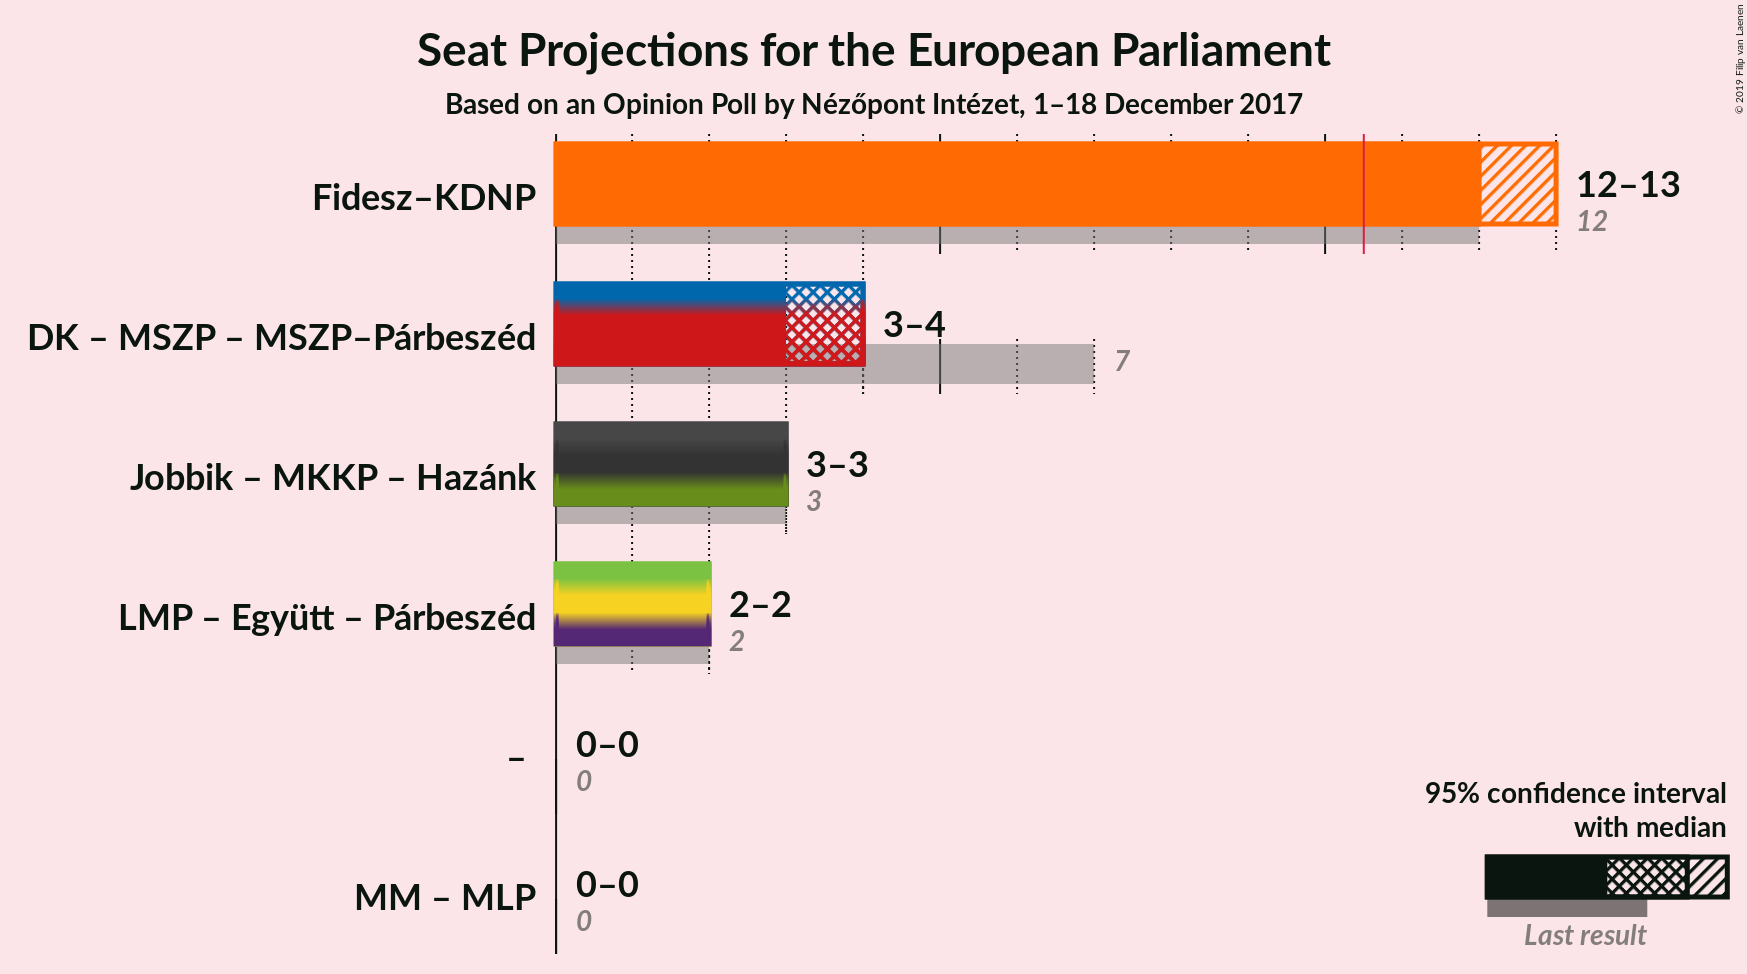 Seat Projections for the European Parliament
Based on an Opinion Poll by Nézőpont Intézet, 1–18 December 2017
© 2019 Filip van Laenen
Fidesz–KDNP
12–13
12
DK – MSZP – MSZP–Párbeszéd
3–4
7
Jobbik – MKKP – Hazánk
3–3
3
LMP – Együtt – Párbeszéd
2–2
2
–
0–0
0
MM – MLP
0–0
0
95% confidence interval
with median
Last result